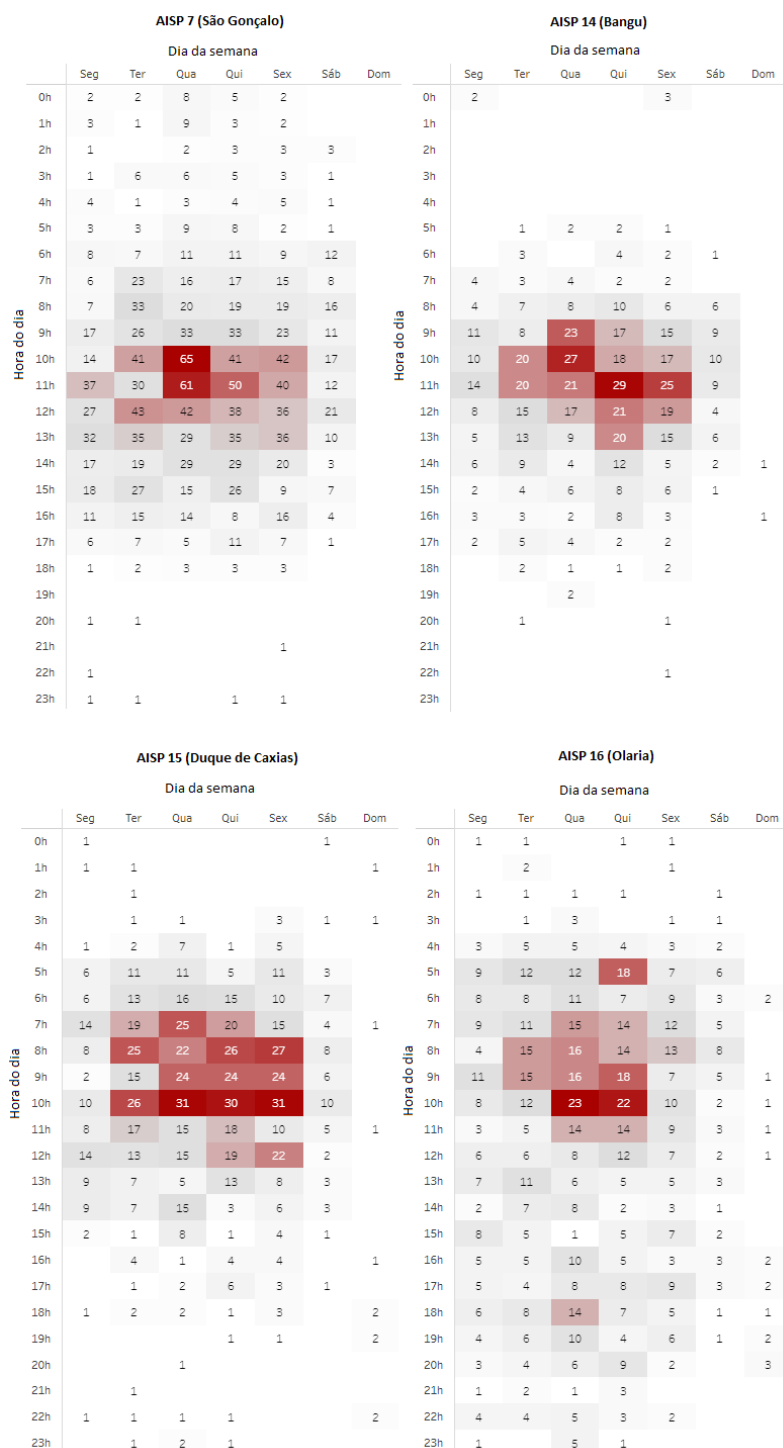 AISP 7 (São Gonçalo)
Dia da semana
Seg Ter Qua Qui Sex Sáb Dom
Hora do dia
0h 2 2 8 5 2
1h 3 1 9 3 2
2h 1 2 3 3 3
3h 1 6 6 5 3 1
4h 4 1 3 4 5 1
5h 3 3 9 8 2 1
6h 8 7 11 11 9 12
7h 6 23 16 17 15 8
8h 7 33 20 19 19 16
9h 17 26 33 33 23 11
10h 14 41 65 41 42 17
11h 37 30 61 50 40 12
12h 27 43 42 38 36 21
13h 32 35 29 35 36 10
14h 17 19 29 29 20 3
15h 18 27 15 26 9 7
16h 11 15 14 8 16 4
17h 6 7 5 11 7 1
18h 1 2 3 3 3
19h
20h 1 1
21h 1
22h 1
23h 1 1 1 1
AISP 14 (Bangu)
Dia da semana
Seg Ter Qua Qui Sex Sáb Dom
Hora do dia
0h 2 3
1h
2h
3h
4h
5h 1 2 2 1
6h 3 4 2 1
7h 4 3 4 2 2
8h 4 7 8 10 6 6
9h 11 8 23 17 15 9
10h 10 20 27 18 17 10
11h 14 20 21 29 25 9
12h 8 15 17 21 19 4
13h 5 13 9 20 15 6
14h 6 9 4 12 5 2 1
15h 2 4 6 8 6 1
16h 3 3 2 8 3 1
17h 2 5 4 2 2
18h 2 1 1 2
19h 2
20h 1 1
21h
22h 1
23h
AISP 15 (Duque de Caxias)
Dia da semana
Seg Ter Qua Qui Sex Sáb Dom
Hora do dia
0h 1 1
1h 1 1 1
2h 1
3h 1 1 3 1 1
4h 1 2 7 1 5
5h 6 11 11 5 11 3
6h 6 13 16 15 10 7
7h 14 19 25 20 15 4 1
8h 8 25 22 26 27 8
9h 2 15 24 24 24 6
10h 10 26 31 30 31 10
11h 8 17 15 18 10 5 1
12h 14 13 15 19 22 2
13h 9 7 5 13 8 3
14h 9 7 15 3 6 3
15h 2 1 8 1 4 1
16h 4 1 4 4 1
17h 1 2 6 3 1
18h 1 2 2 1 3 2
19h 1 1 2
20h 1
21h 1
22h 1 1 1 1 2
23h 1 2 1
AISP 16 (Olaria)
Dia da semana
Seg Ter Qua Qui Sex Sáb Dom
Hora do dia
0h 1 1 1 1
1h 2 1
2h 1 1 1 1 1
3h 1 3 1 1
4h 3 5 5 4 3 2
5h 9 12 12 18 7 6
6h 8 8 11 7 9 3 2
7h 9 11 15 14 12 5
8h 4 15 16 14 13 8
9h 11 15 16 18 7 5 1
10h 8 12 23 22 10 2 1
11h 3 5 14 14 9 3 1
12h 6 6 8 12 7 2 1
13h 7 11 6 5 5 3
14h 2 7 8 2 3 1
15h 8 5 1 5 7 2
16h 5 5 10 5 3 3 2
17h 5 4 8 8 9 3 2
18h 6 8 14 7 5 1 1
19h 4 6 10 4 6 1 2
20h 3 4 6 9 2 3
21h 1 2 1 3
22h 4 4 5 3 2
23h 1 5 1